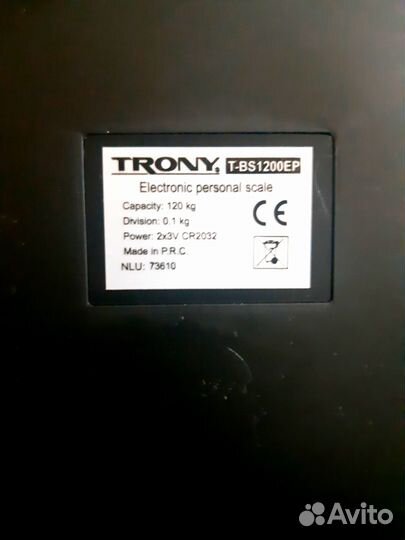 TRONY, T-BS1200EP
Electronic personal scale
Capacity: 120 kg
Division: 0.1 kg
Power: 2x3V CR2032
Made in P.R.C.
NLU: 73610
CE
Avito